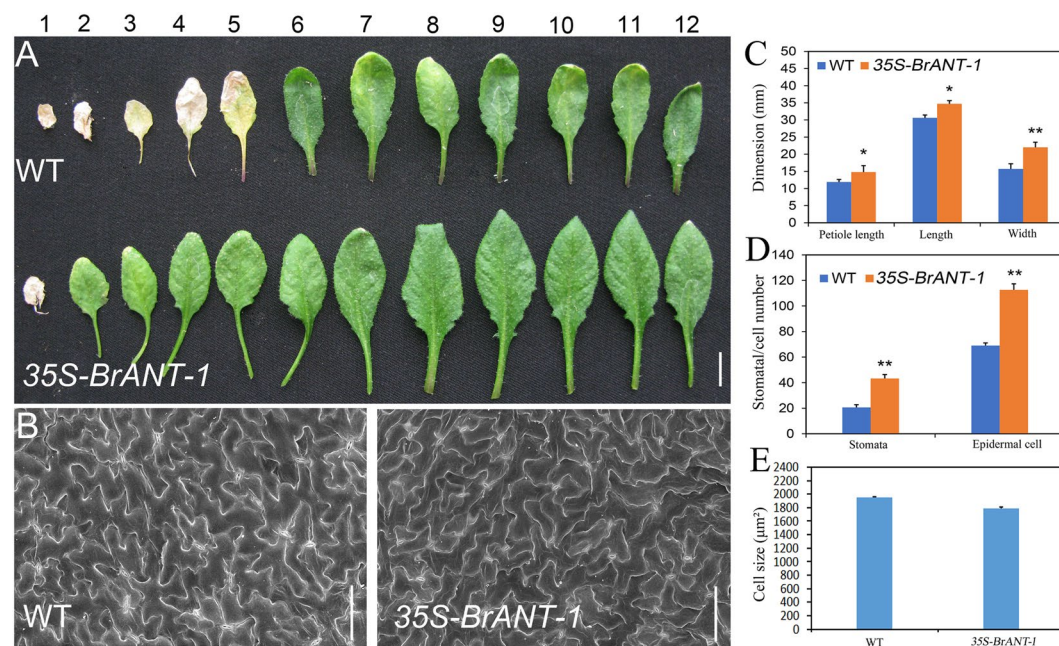 1 2 3 4 5 6 7 8 9 10 11 12
A
WT
35S-BrANT-1
B
WT
35S-BrANT-1
C
50
45
40
35
30
25
20
15
10
5
0
Dimension (mm)
WT 35S-BrANT-1
*
*
**
Petiole length Length Width
D
140
120
100
80
60
40
20
0
Stomatal/cell number
WT 35S-BrANT-1
**
**
Stomata Epidermal cell
E
2400
2200
2000
1800
1600
1400
1200
1000
800
600
400
200
0
Cell size (µm²)
WT 35S-BrANT-1